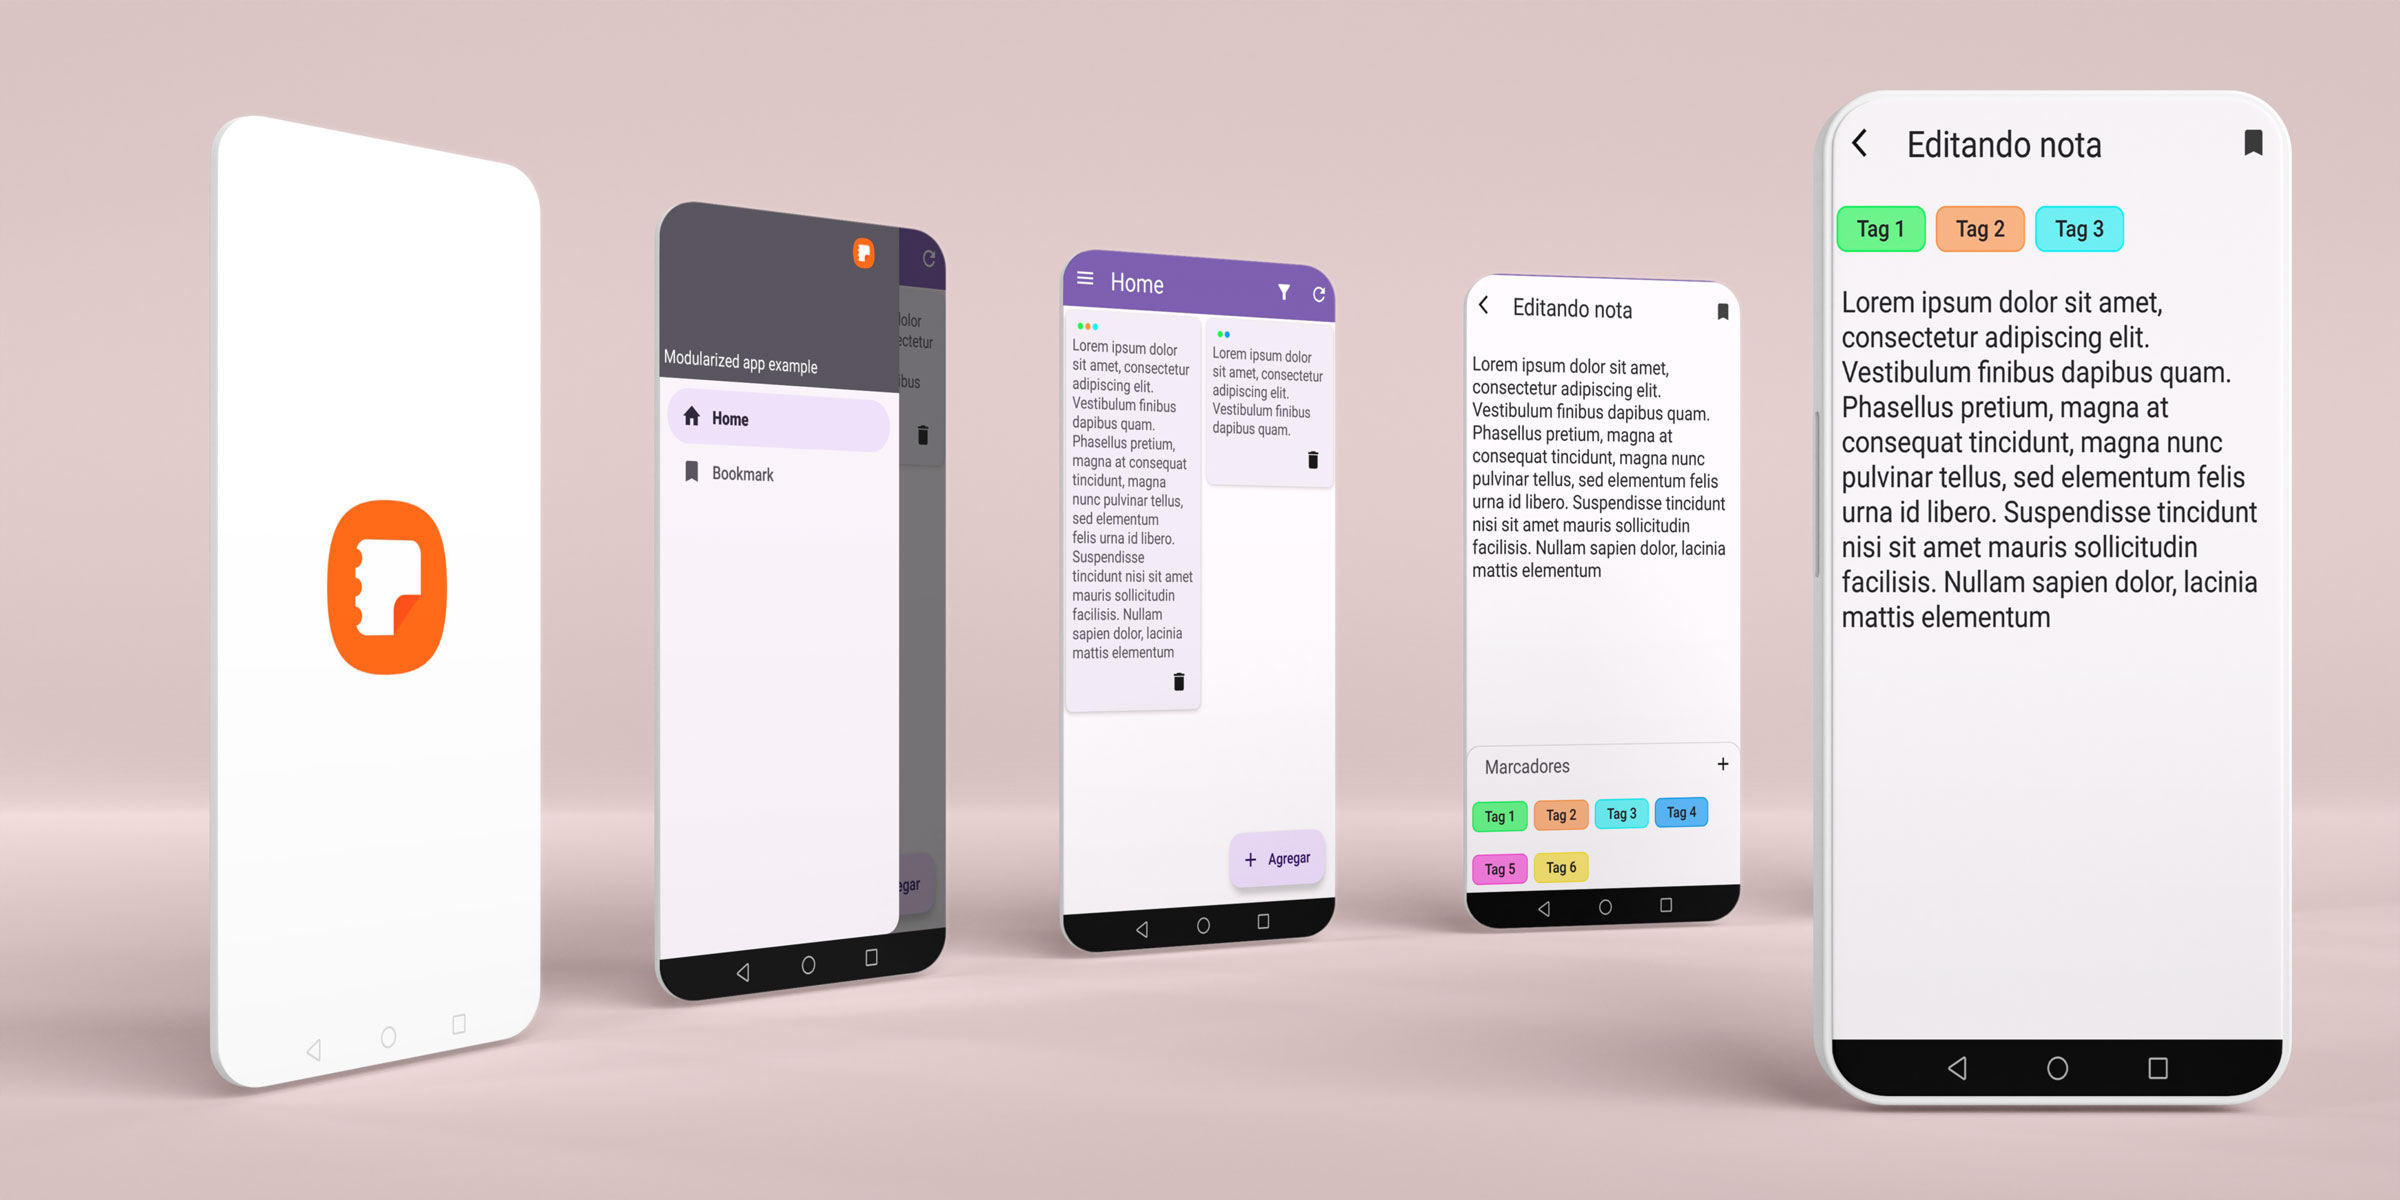 Modularized app example
Home
Bookmark
olor
ectetur
ibus
egar
Home
Lorem ipsum dolor
sit amet, consectetur
adipiscing elit.
Vestibulum finibus
dapibus quam.
Phasellus pretium,
magna at consequat
tincidunt, magna
nunc pulvinar tellus,
sed elementum
felis urna id libero.
Suspendisse
tincidunt nisi sit amet
mauris sollicitudin
facilisis. Nullam
sapien dolor, lacinia
mattis elementum
Lorem ipsum dolor
sit amet, consectetur
adipiscing elit.
Vestibulum finibus
dapibus quam.
+ Agregar
Editando nota
Lorem ipsum dolor sit amet,
consectetur adipiscing elit.
Vestibulum finibus dapibus quam.
Phasellus pretium, magna at
consequat tincidunt, magna nunc
pulvinar tellus, sed elementum felis
urna id libero. Suspendisse tincidunt
nisi sit amet mauris sollicitudin
facilisis. Nullam sapien dolor, lacinia
mattis elementum
Marcadores +
Tag 1 Tag 2 Tag 3 Tag 4
Tag 5 Tag 6
Editando nota
Tag 1 Tag 2 Tag 3
Lorem ipsum dolor sit amet,
consectetur adipiscing elit.
Vestibulum finibus dapibus quam.
Phasellus pretium, magna at
consequat tincidunt, magna nunc
pulvinar tellus, sed elementum felis
urna id libero. Suspendisse tincidunt
nisi sit amet mauris sollicitudin
facilisis. Nullam sapien dolor, lacinia
mattis elementum